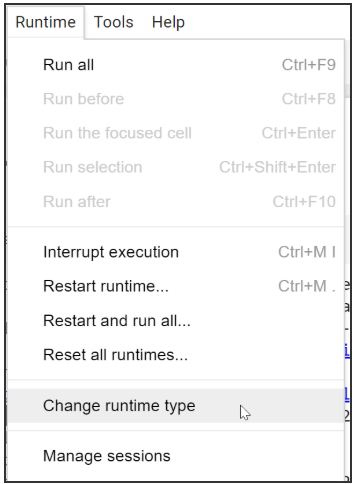 Runtime Tools Help
Run all Ctrl+F9
Run before Ctrl+F8
Run the focused cell Ctrl+Enter
Run selection Ctrl+Shift+Enter
Run after Ctrl+F10
Interrupt execution Ctrl+M I
Restart runtime... Ctrl+M .
Restart and run all...
Reset all runtimes...
Change runtime type
Manage sessions